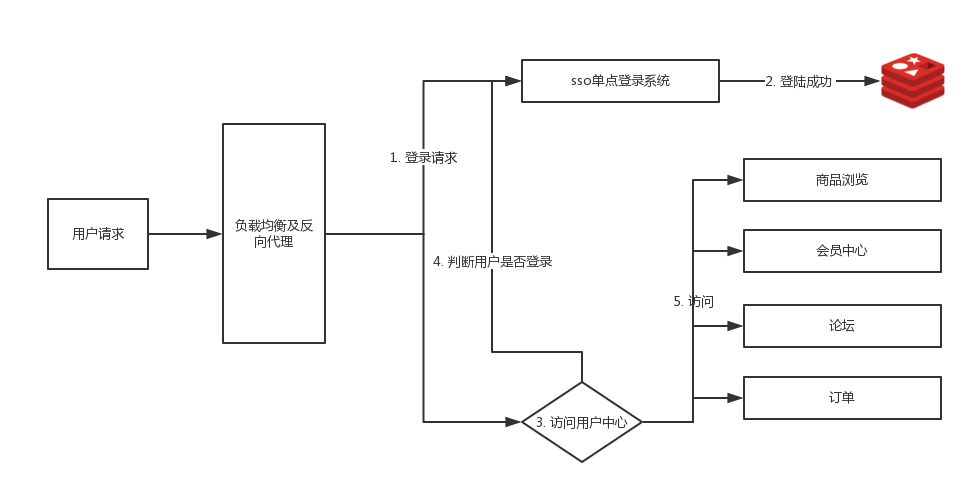 sso单点登录系统
2. 登陆成功
1. 登录请求
商品浏览
用户请求
负载均衡及反
向代理
会员中心
4. 判断用户是否登录
5. 访问
论坛
订单
3. 访问用户中心